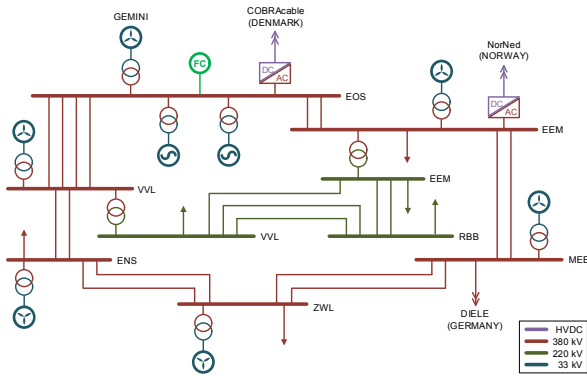 COBRAcable
(DENMARK)
GEMINI
NorNed
(NORWAY)
FC
DC
AC
EOS
DC
AC
EEM
EEM
VVL
VVL
RBB
ENS
MEE
ZWL
DIELE
(GERMANY)
HVDC
380 kV
220 kV
33 kV